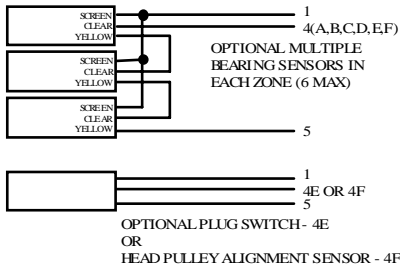 SCREEN
CLEAR
YELLOW
1
4(A,B,C,D,E,F)
OPTIONAL MULTIPLE
BEARING SENSORS IN
EACH ZONE (6 MAX)
SCREEN
CLEAR
YELLOW
SCREEN
CLEAR
YELLOW
5
1
4E OR 4F
5
OPTIONAL PLUG SWITCH - 4E
OR
HEAD PULLEY ALIGNMENT SENSOR - 4F